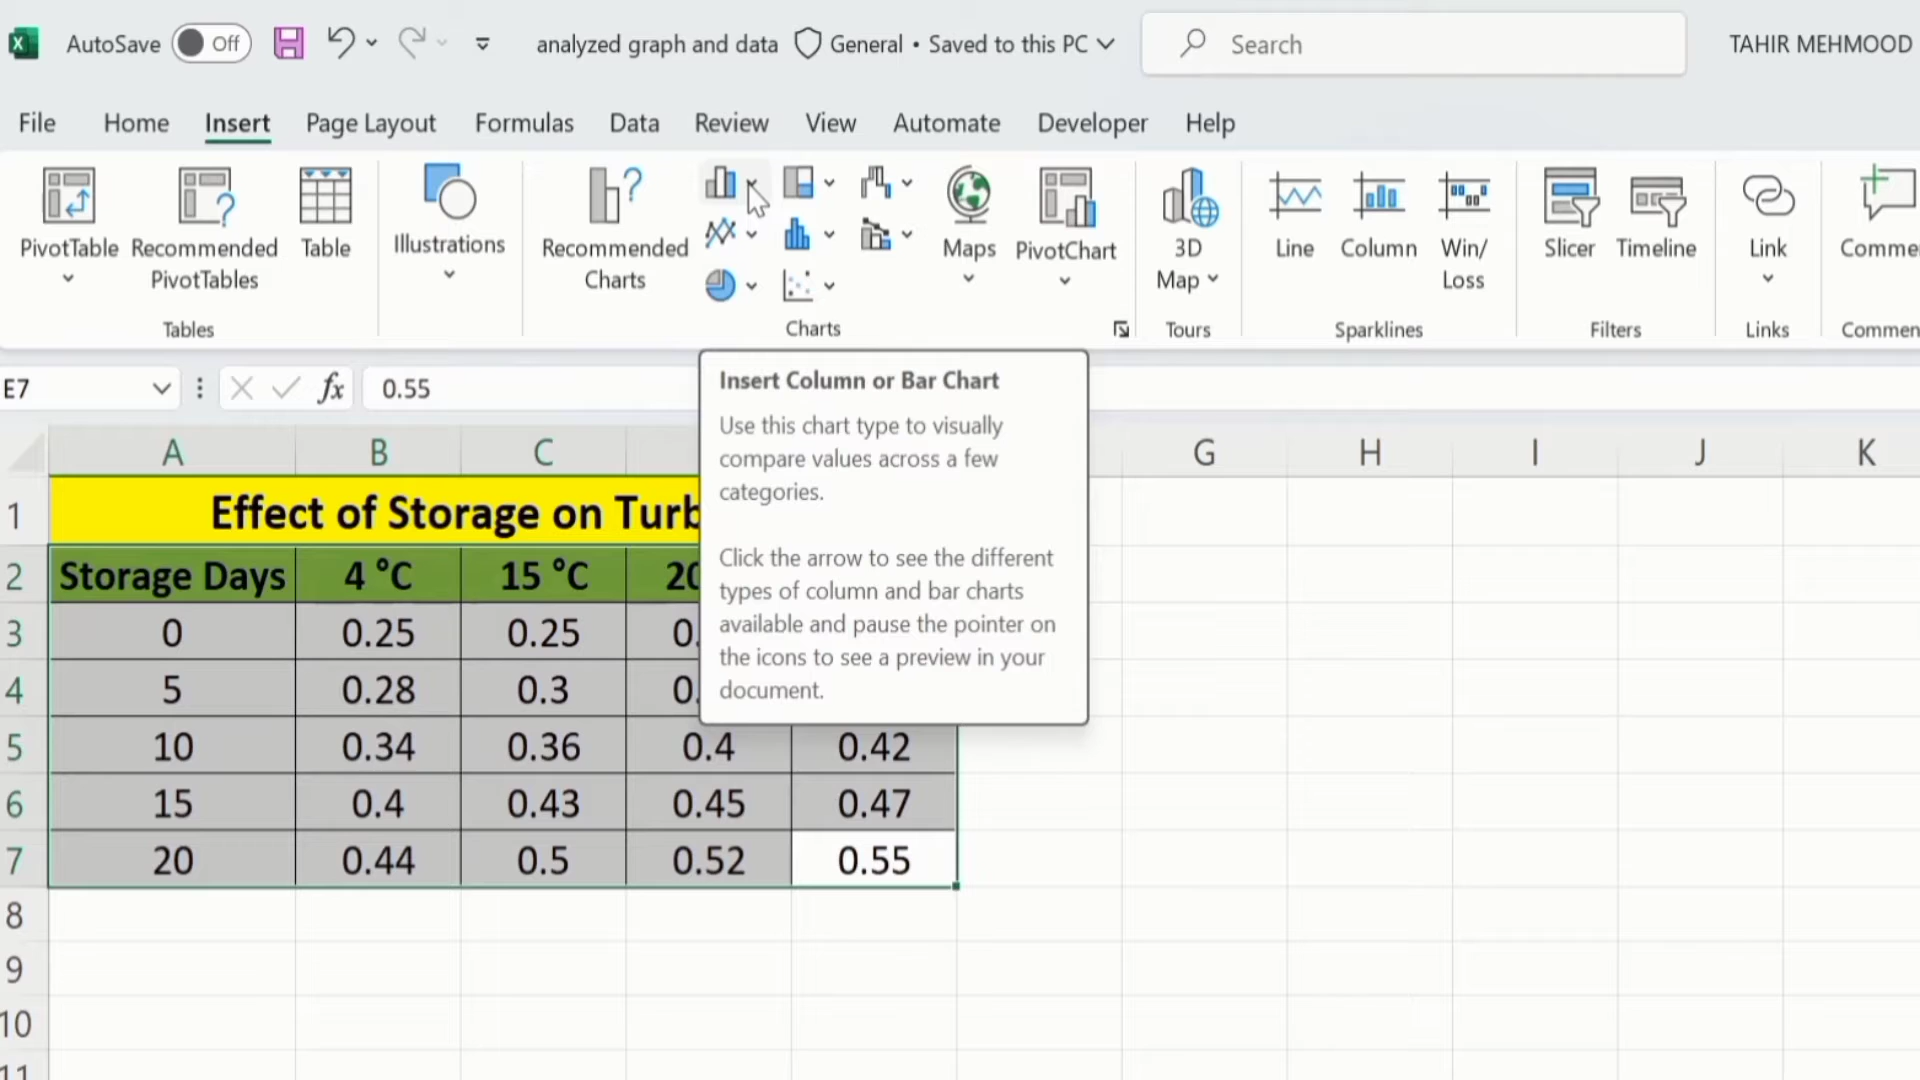 AutoSave Off analyzed graph and data General • Saved to this PC Search TAHIR MEHMOOD
File Home Insert Page Layout Formulas Data Review View Automate Developer Help
PivotTable Recommended PivotTables Table Illustrations Recommended Charts Maps PivotChart 3D Map Line Column Win/ Loss Slicer Timeline Link
Tables Charts Tours Sparklines Filters Links
E7 fx 0.55
Insert Column or Bar Chart
Use this chart type to visually
compare values across a few
categories.
Click the arrow to see the different
types of column and bar charts
available and pause the pointer on
the icons to see a preview in your
document.
A B C G H I J K
1 Effect of Storage on
2 Storage Days 4 °C 15 °C
3 0 0.25 0.25
4 5 0.28 0.3
5 10 0.34 0.36 0.4 0.42
6 15 0.4 0.43 0.45 0.47
7 20 0.44 0.5 0.52 0.55
8
9
10
11